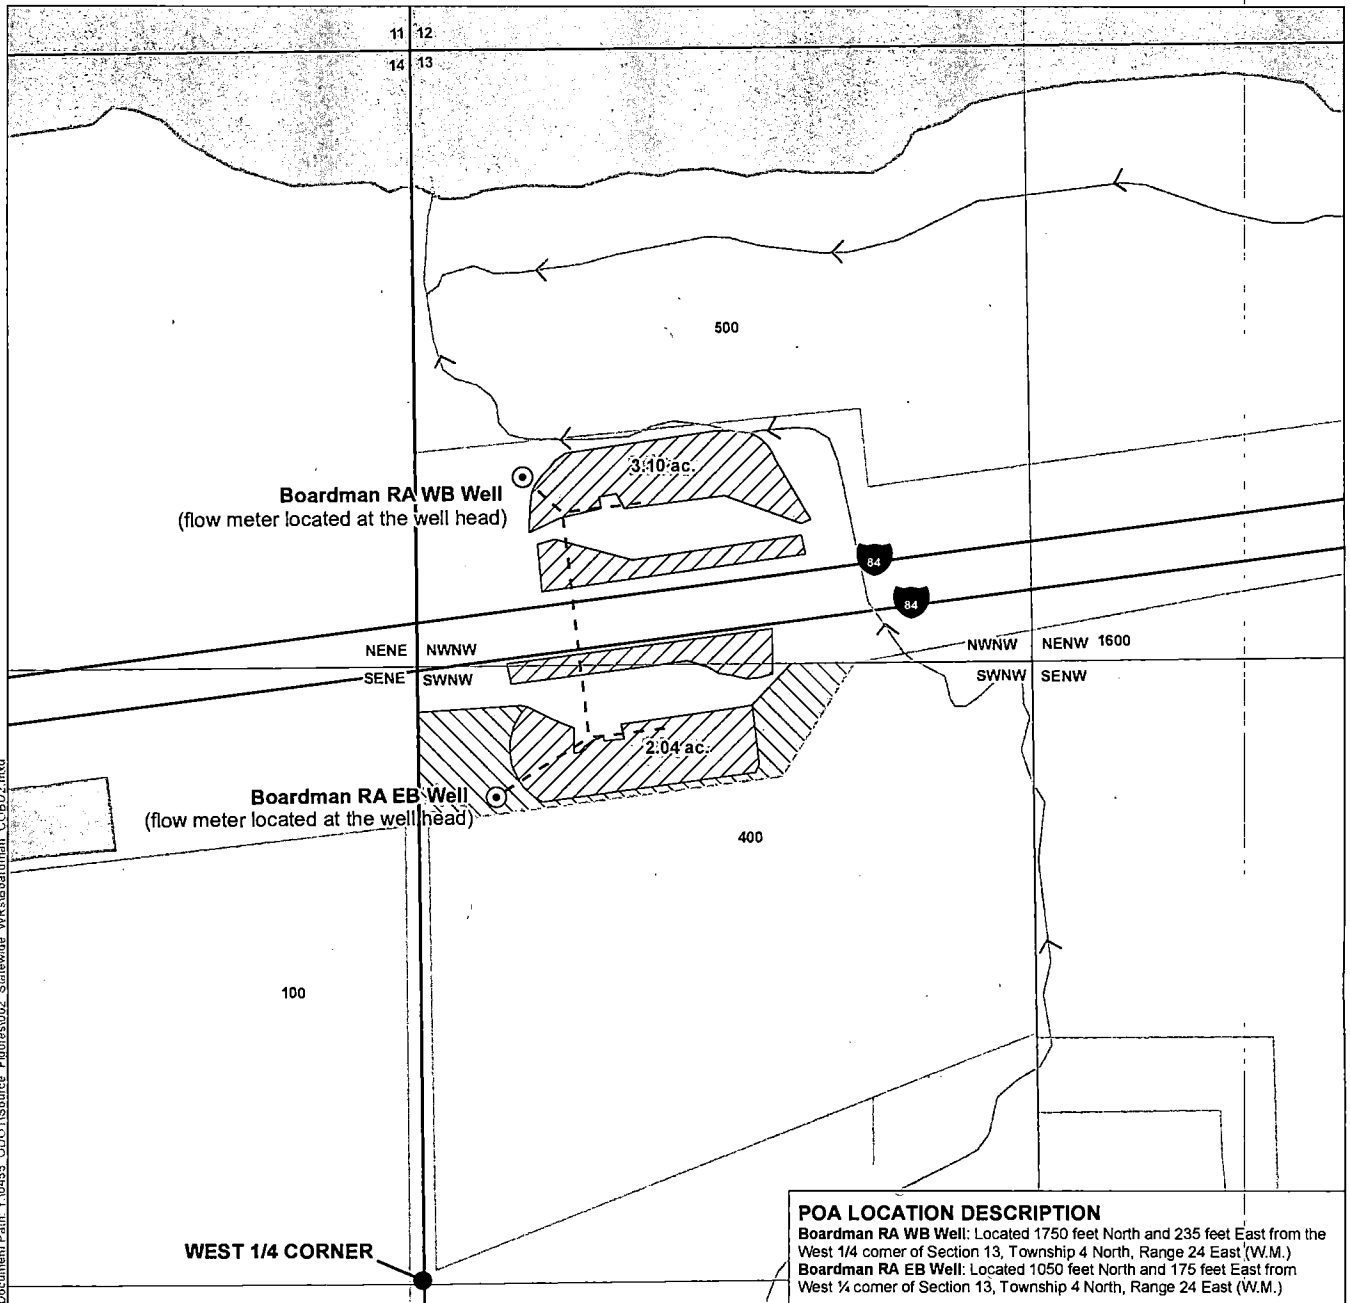 11 12
14 13
500
3.10 ac.
Boardman RA WB Well
(flow meter located at the well head)
84
84
NENE NWNW
NWNW NENW 1600
SENE SWNW
SWNW SENW
2.04 ac.
Boardman RA EB Well
(flow meter located at the well head)
400
100
WEST 1/4 CORNER
POA LOCATION DESCRIPTION
Boardman RA WB Well: Located 1750 feet North and 235 feet East from the
West 1/4 corner of Section 13, Township 4 North, Range 24 East (W.M.)
Boardman RA EB Well: Located 1050 feet North and 175 feet East from
West ¼ corner of Section 13, Township 4 North, Range 24 East (W.M.)
Document Path: